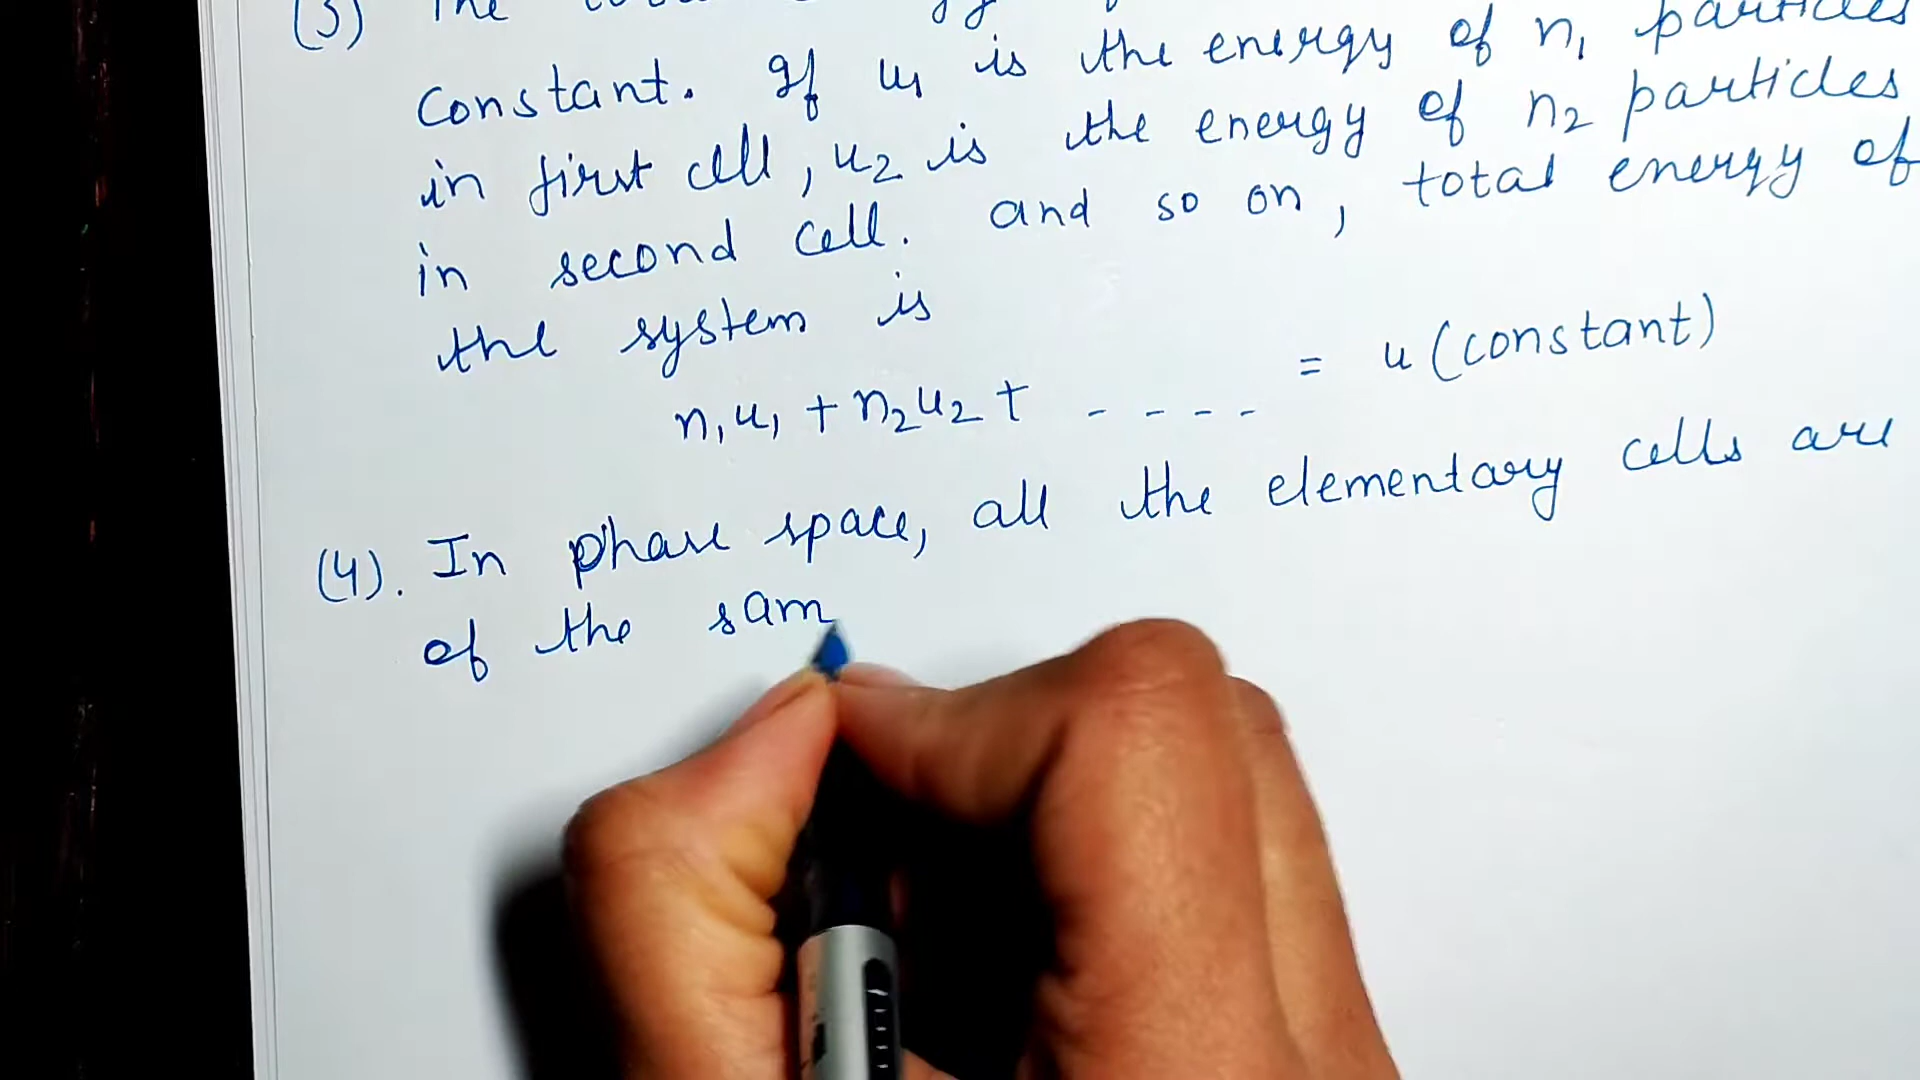 (3) The
Constant. If u1 is the energy of n1 particles
in first cell, u2 is the energy of n2 particles
in second cell. and so on, total energy of
the system is
n1u1 + n2u2 + - - - - = u (constant)
(4). In phase space, all the elementary cells are
of the sam